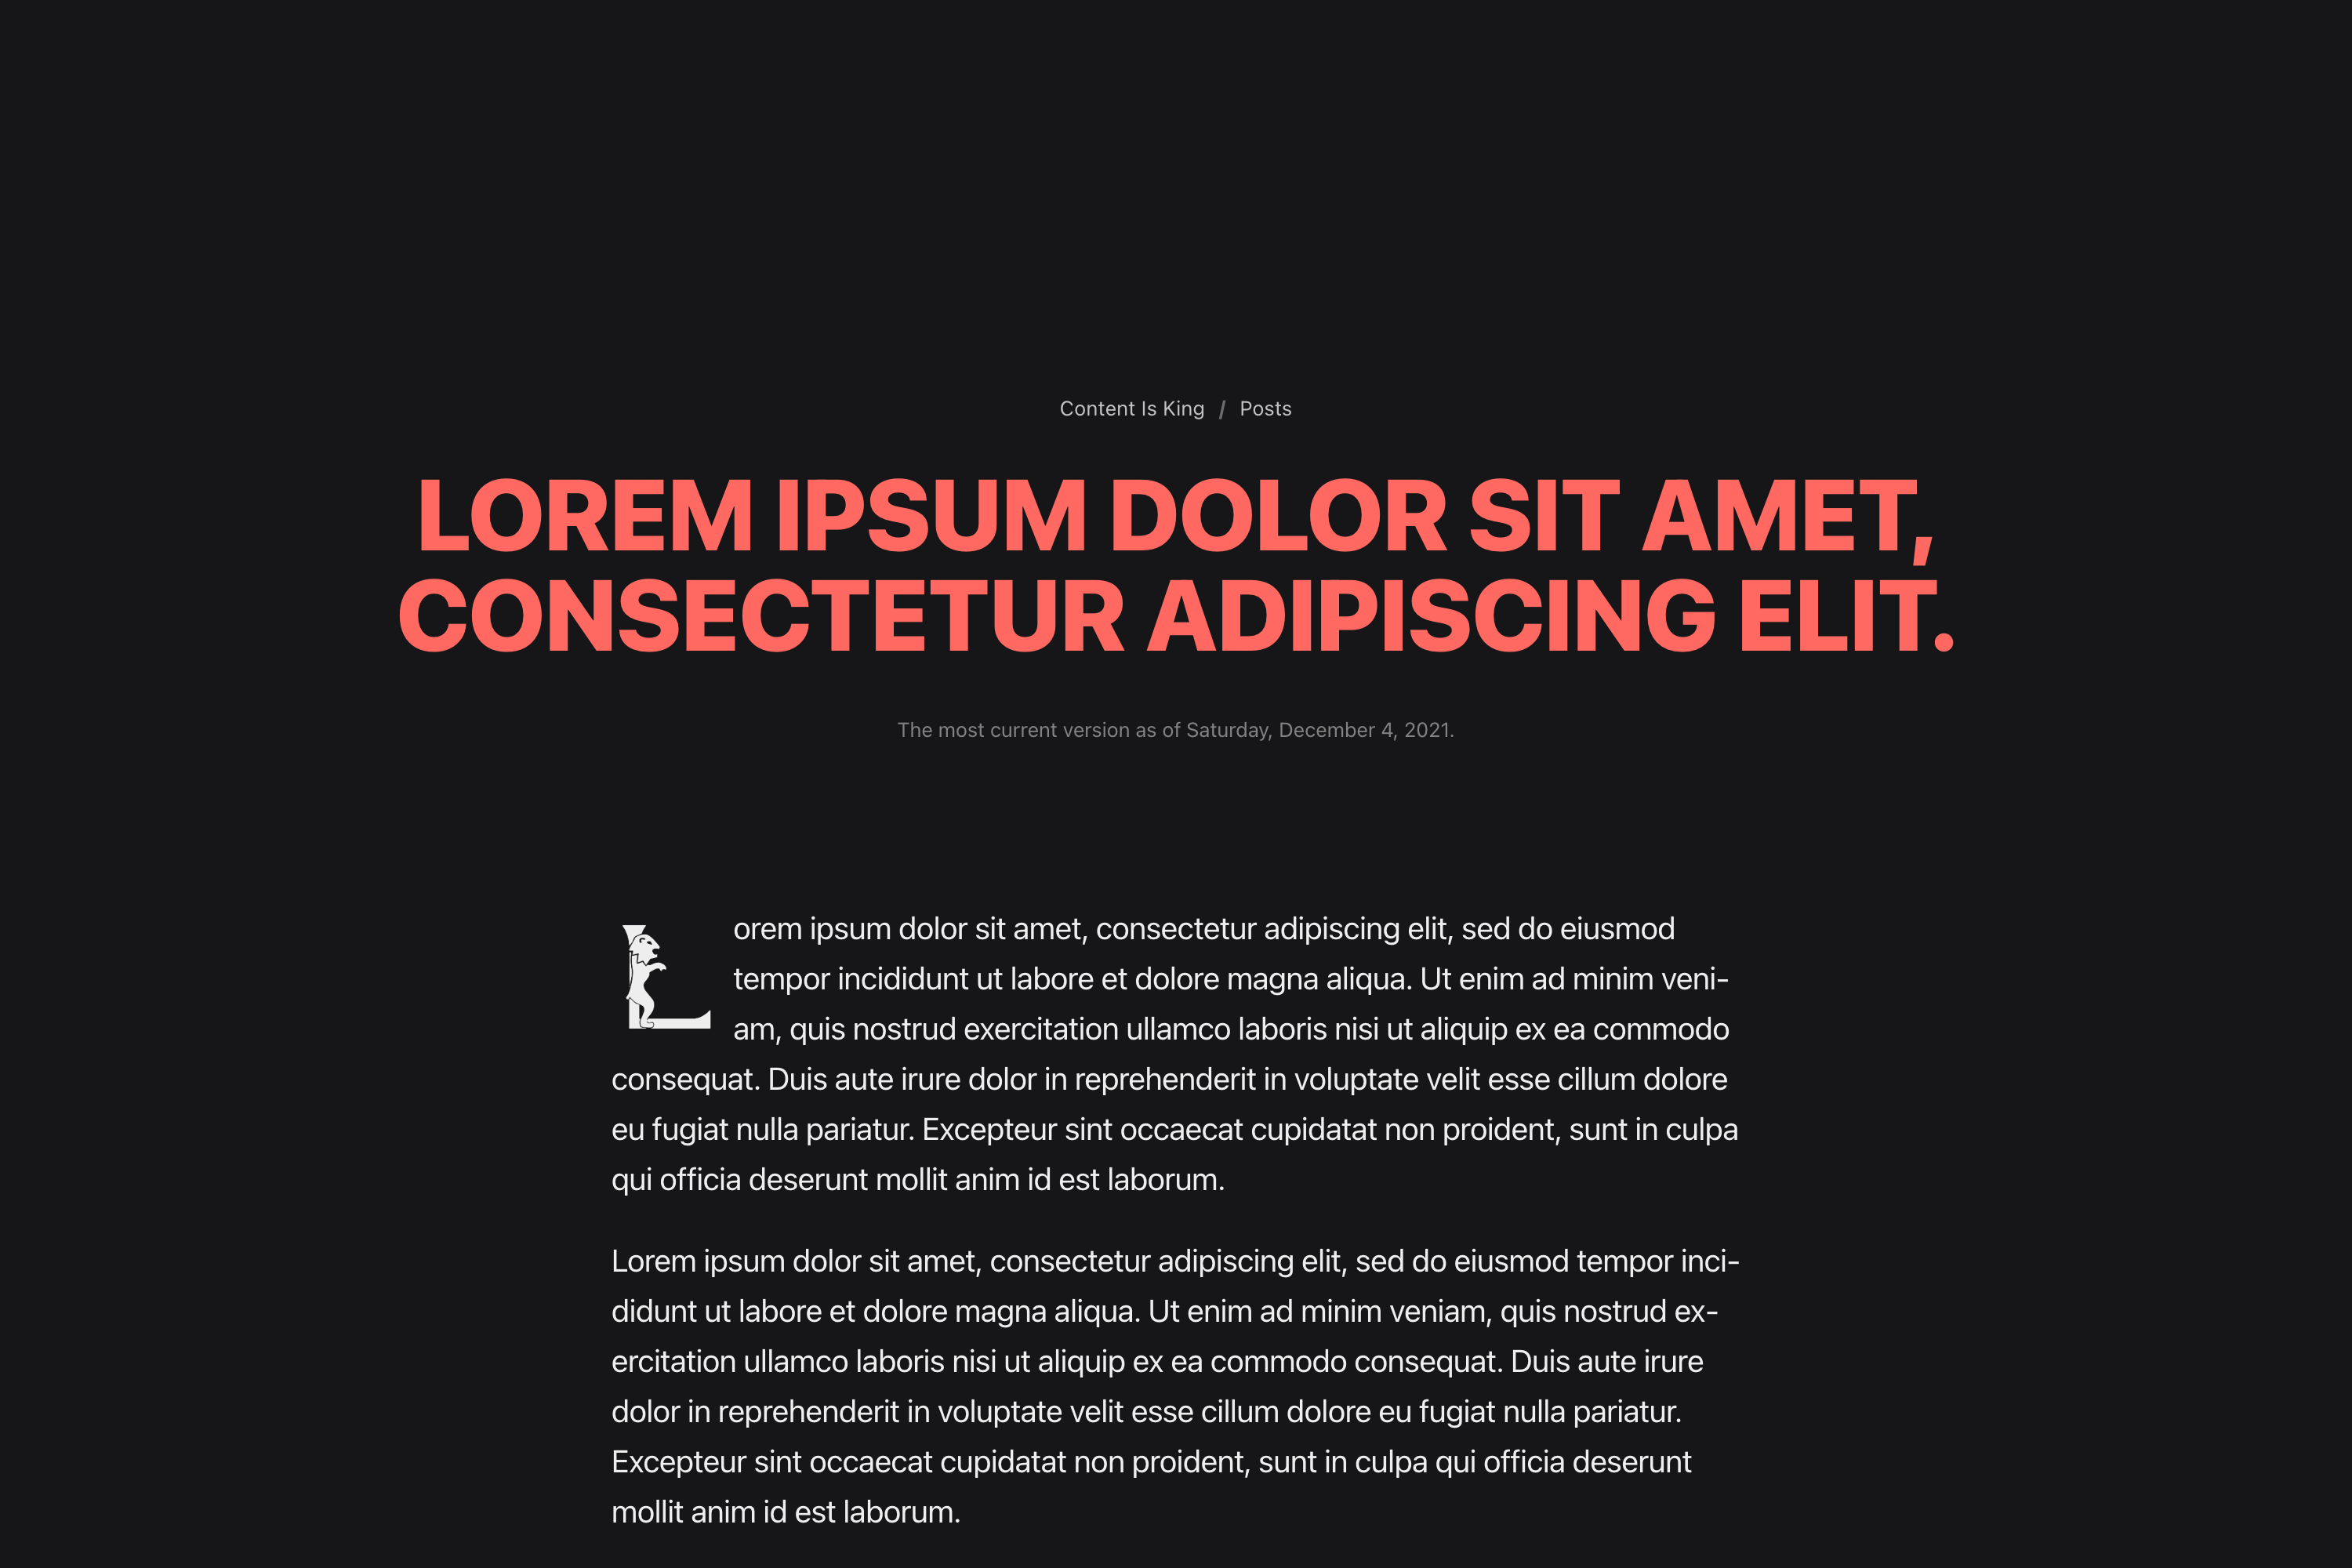 Content Is King / Posts
LOREM IPSUM DOLOR SIT AMET,
CONSECTETUR ADIPISCING ELIT.
The most current version as of Saturday, December 4, 2021.
Lorem ipsum dolor sit amet, consectetur adipiscing elit, sed do eiusmod
tempor incididunt ut labore et dolore magna aliqua. Ut enim ad minim veni-
am, quis nostrud exercitation ullamco laboris nisi ut aliquip ex ea commodo
consequat. Duis aute irure dolor in reprehenderit in voluptate velit esse cillum dolore
eu fugiat nulla pariatur. Excepteur sint occaecat cupidatat non proident, sunt in culpa
qui officia deserunt mollit anim id est laborum.
Lorem ipsum dolor sit amet, consectetur adipiscing elit, sed do eiusmod tempor inci-
didunt ut labore et dolore magna aliqua. Ut enim ad minim veniam, quis nostrud ex-
ercitation ullamco laboris nisi ut aliquip ex ea commodo consequat. Duis aute irure
dolor in reprehenderit in voluptate velit esse cillum dolore eu fugiat nulla pariatur.
Excepteur sint occaecat cupidatat non proident, sunt in culpa qui officia deserunt
mollit anim id est laborum.